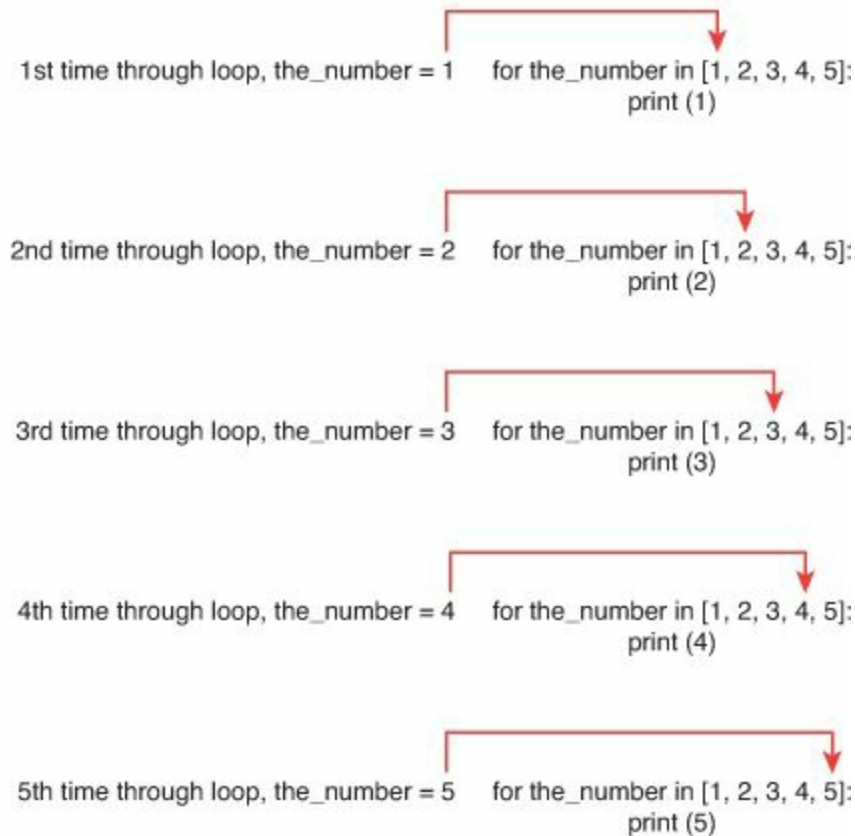 1st time through loop, the_number = 1 for the_number in [1, 2, 3, 4, 5]:
print (1)
2nd time through loop, the_number = 2 for the_number in [1, 2, 3, 4, 5]:
print (2)
3rd time through loop, the_number = 3 for the_number in [1, 2, 3, 4, 5]:
print (3)
4th time through loop, the_number = 4 for the_number in [1, 2, 3, 4, 5]:
print (4)
5th time through loop, the_number = 5 for the_number in [1, 2, 3, 4, 5]:
print (5)